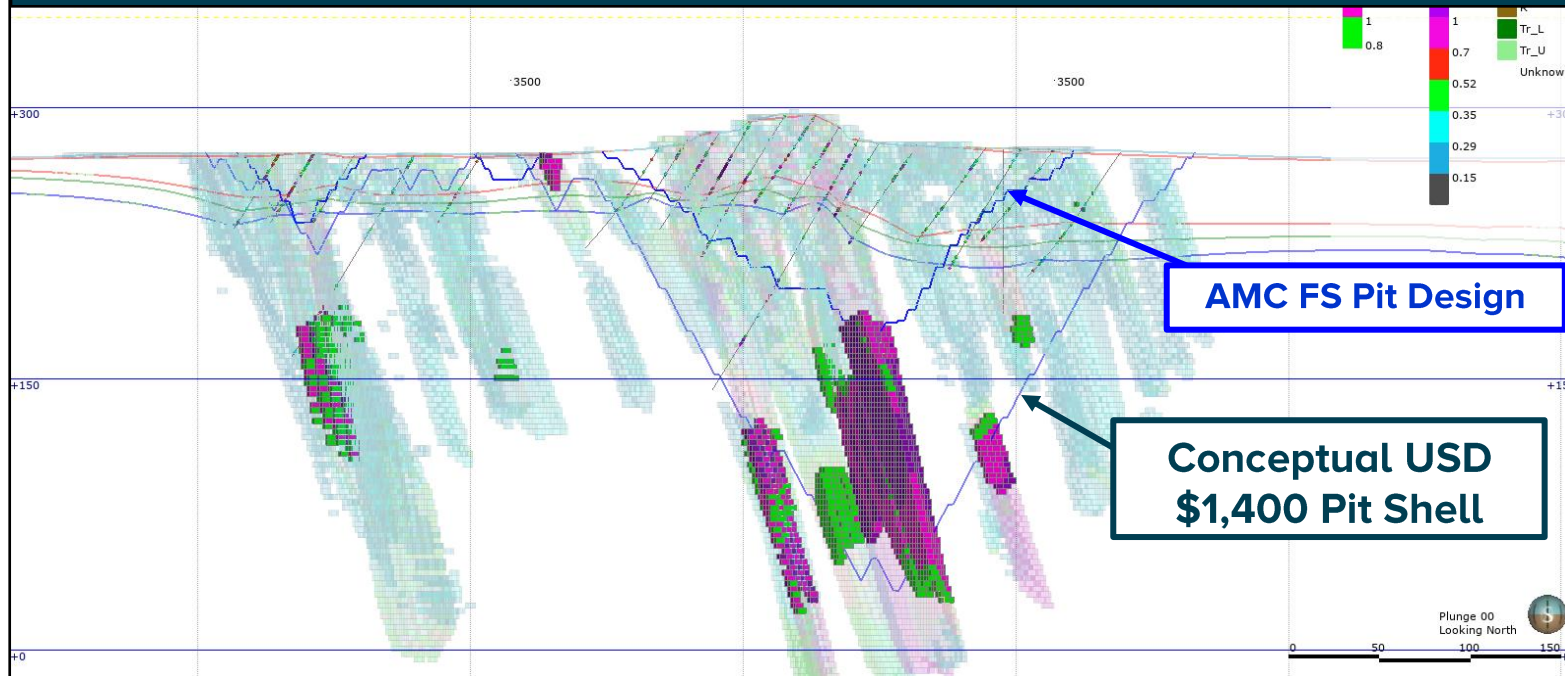 1
0.8
1
0.7
0.52
0.35
0.29
0.15
Tr_L
Tr_U
Unknow
3500
3500
+300
AMC FS Pit Design
+150
Conceptual USD
$1,400 Pit Shell
Plunge 00
Looking North
S
+0
0
50
100
150